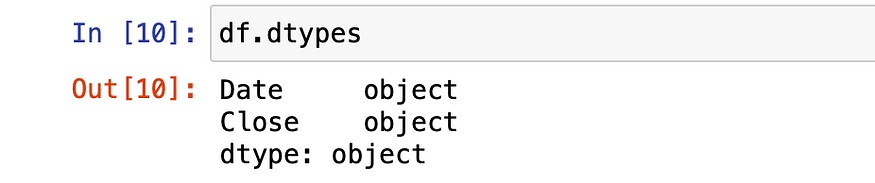 In [10]: df.dtypes
Out[10]: Date     object
Close    object
dtype: object